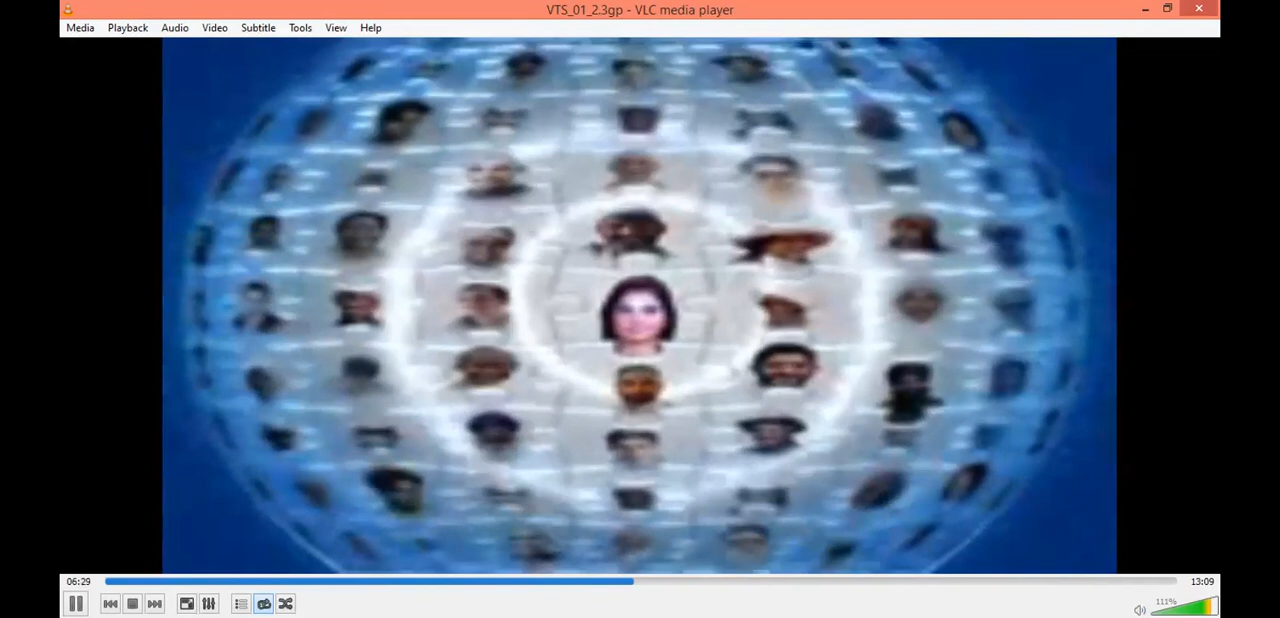 VTS_01_2.3gp - VLC media player
Media Playback Audio Video Subtitle Tools View Help
06:29 13:09
111%